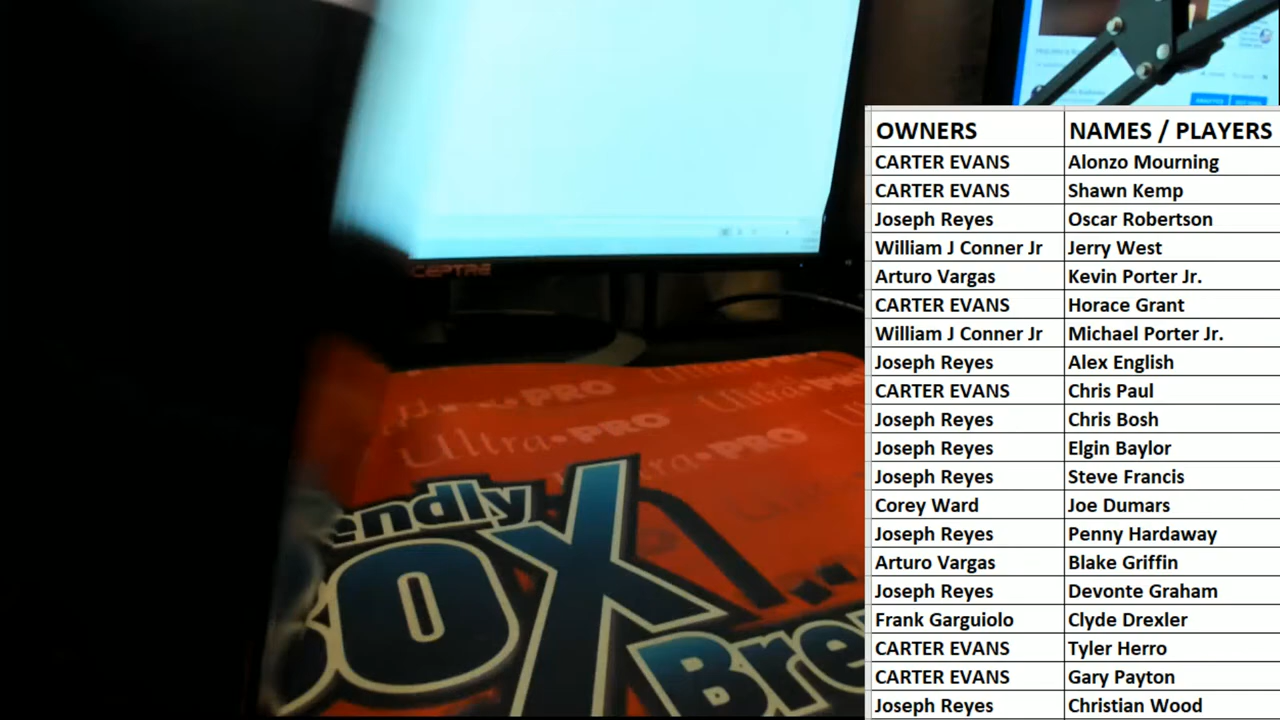 CEPTRE
Ultra•PRO
Ultra•PRO
endly
BOX
Bre
OWNERS NAMES / PLAYERS
CARTER EVANS Alonzo Mourning
CARTER EVANS Shawn Kemp
Joseph Reyes Oscar Robertson
William J Conner Jr Jerry West
Arturo Vargas Kevin Porter Jr.
CARTER EVANS Horace Grant
William J Conner Jr Michael Porter Jr.
Joseph Reyes Alex English
CARTER EVANS Chris Paul
Joseph Reyes Chris Bosh
Joseph Reyes Elgin Baylor
Joseph Reyes Steve Francis
Corey Ward Joe Dumars
Joseph Reyes Penny Hardaway
Arturo Vargas Blake Griffin
Joseph Reyes Devonte Graham
Frank Garguiolo Clyde Drexler
CARTER EVANS Tyler Herro
CARTER EVANS Gary Payton
Joseph Reyes Christian Wood